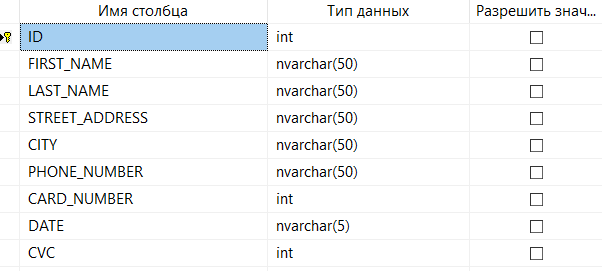 Имя столбца Тип данных Разрешить знач...
ID int
FIRST_NAME nvarchar(50)
LAST_NAME nvarchar(50)
STREET_ADDRESS nvarchar(50)
CITY nvarchar(50)
PHONE_NUMBER nvarchar(50)
CARD_NUMBER int
DATE nvarchar(5)
CVC int